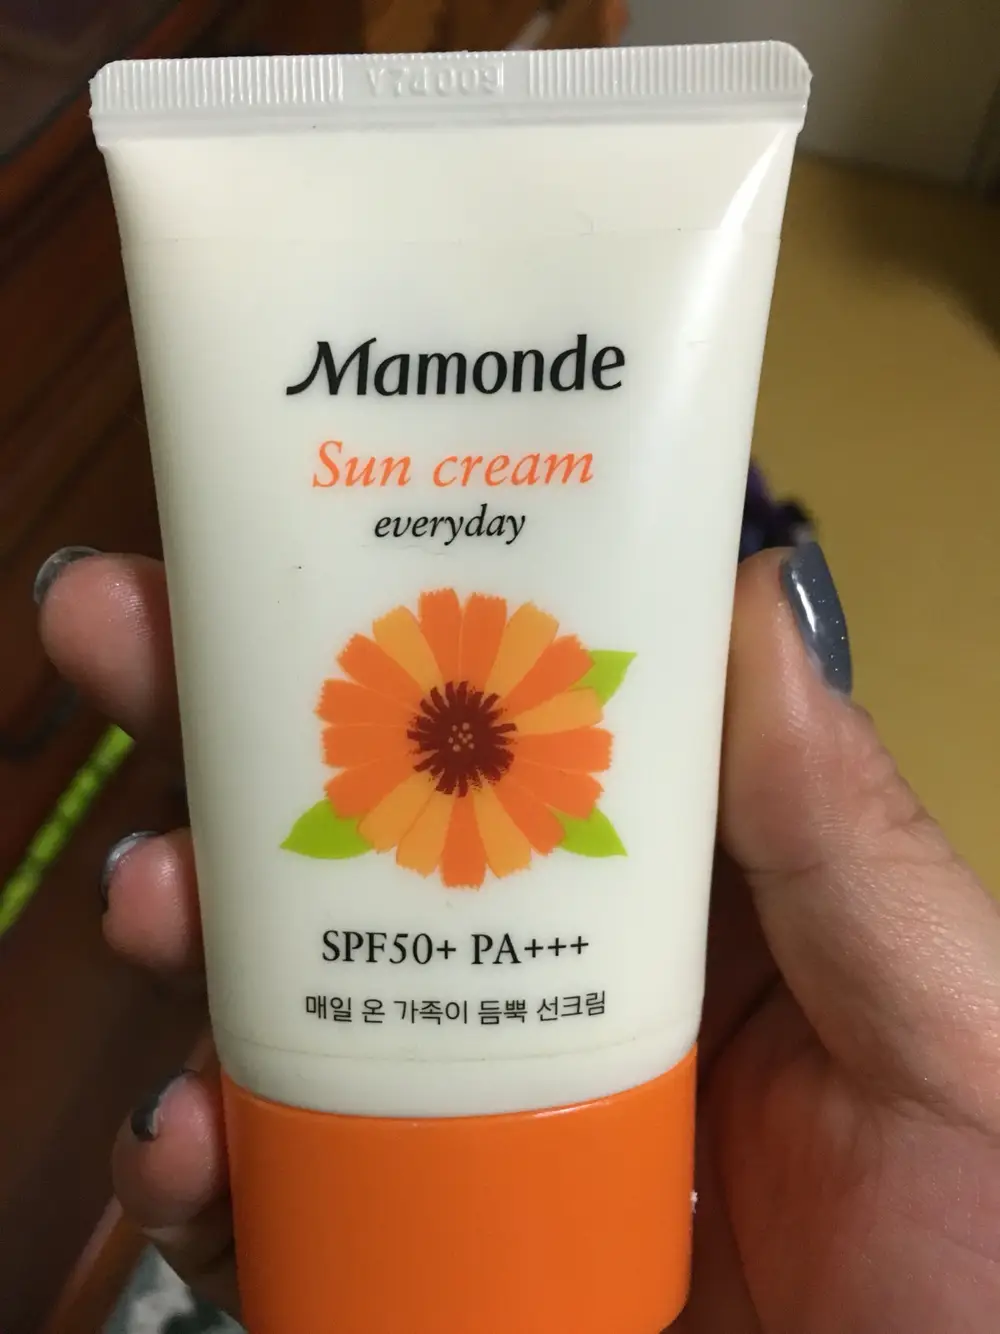 Mamonde
Sun cream
everyday
SPF50+ PA+++
매일 온 가족이 듬뿍 선크림